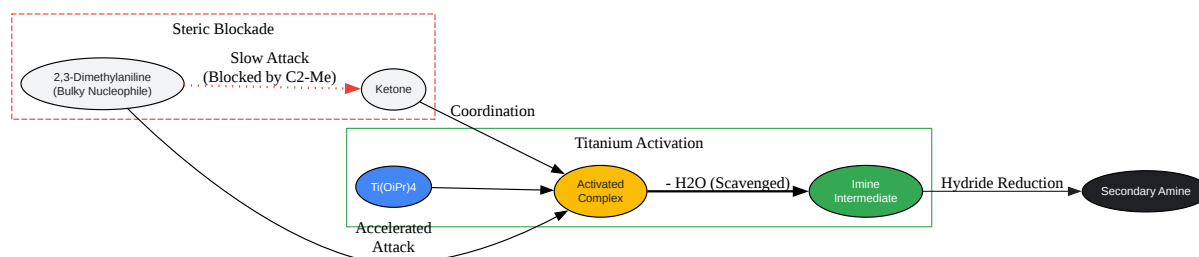 Steric Blockade
2,3-Dimethylaniline
(Bulky Nucleophile)
Slow Attack
(Blocked by C2-Me)
Ketone
Coordination
Titanium Activation
Ti(OiPr)4
Activated
Complex
- H2O (Scavenged)
Imine
Intermediate
Hydride Reduction
Secondary Amine
Accelerated
Attack